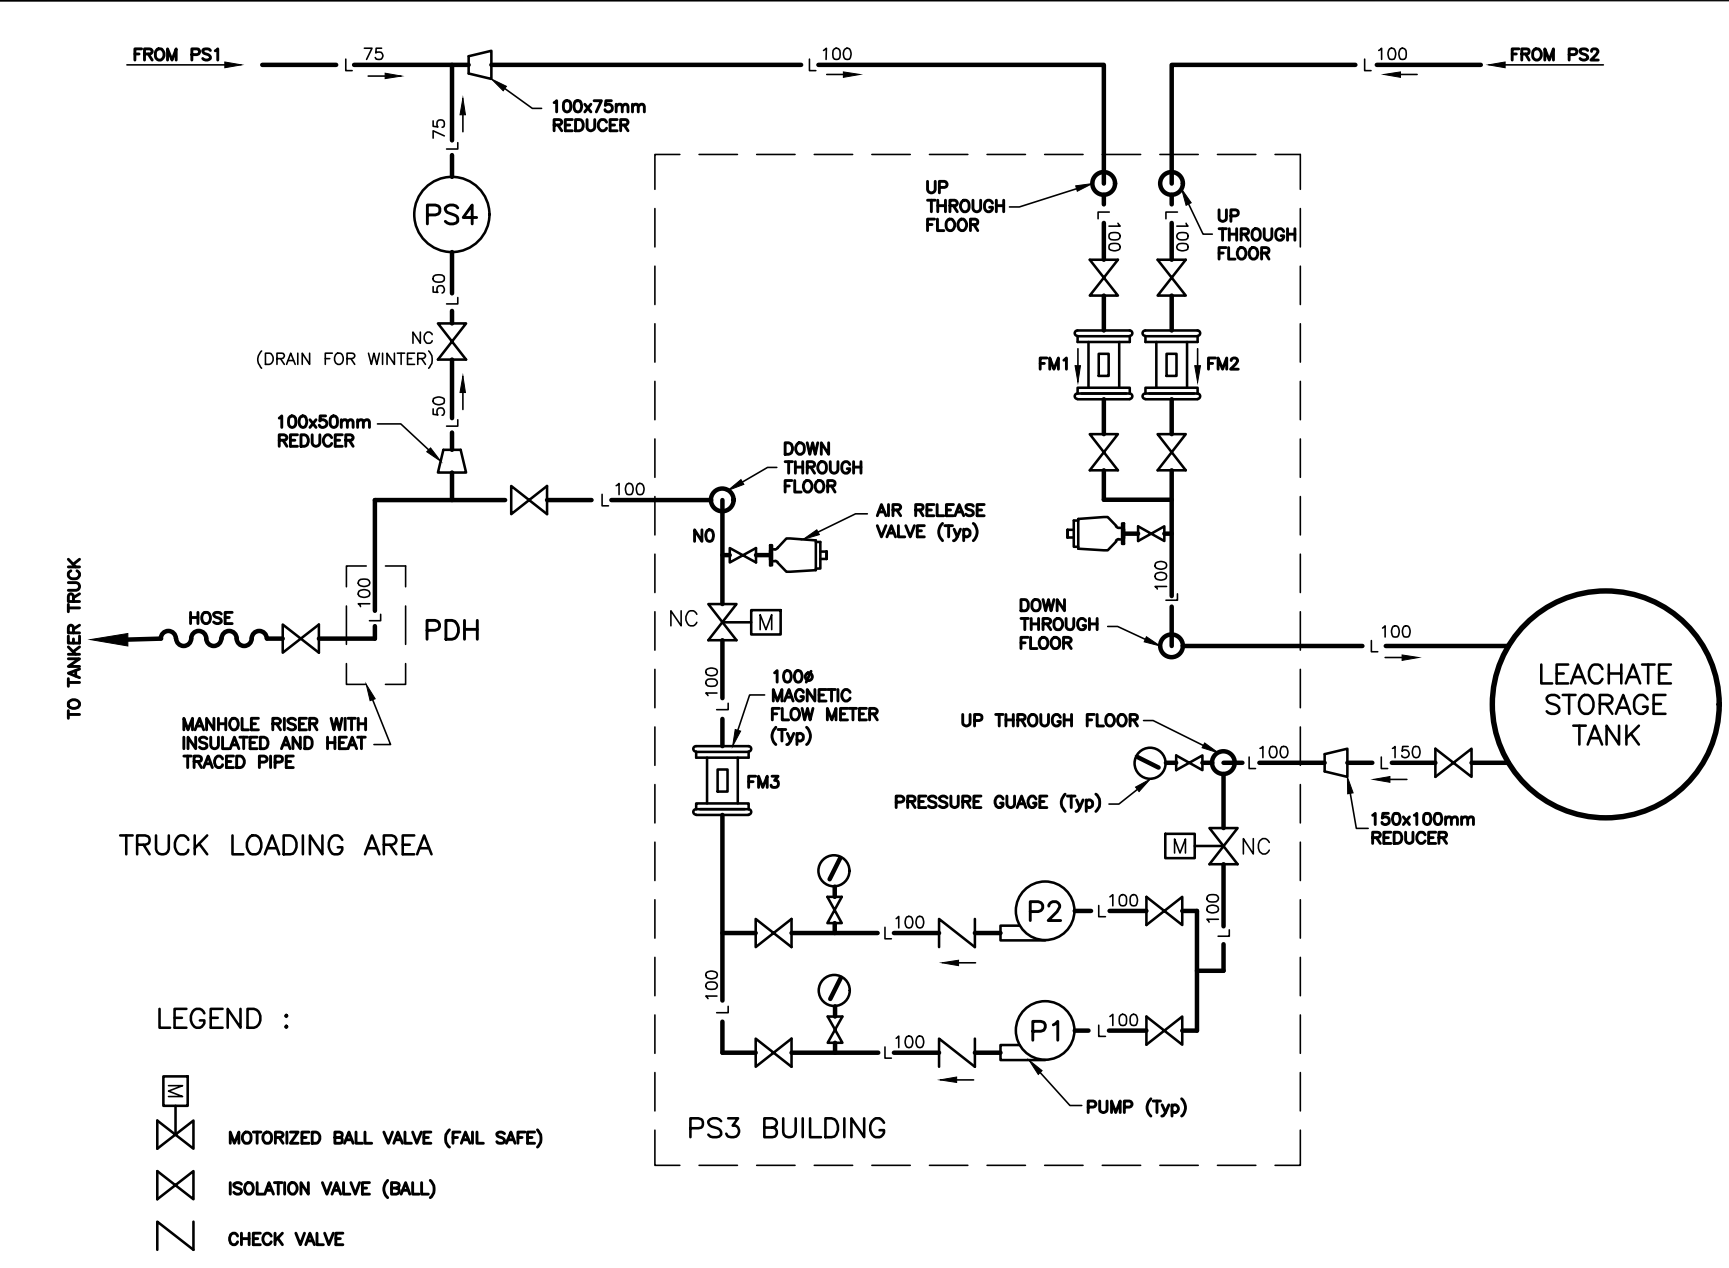 FROM PS1
L
75
L
100
L
100
FROM PS2
100x75mm
REDUCER
75
L
PS4
UP
THROUGH
FLOOR
L
100
L
100
UP
THROUGH
FLOOR
50
L
NC
(DRAIN FOR WINTER)
FM1
FM2
50
L
100x50mm
REDUCER
DOWN
THROUGH
FLOOR
L
100
NO
AIR RELEASE
VALVE (Typ)
100
L
TO TANKER TRUCK
HOSE
100
L
PDH
NC
M
DOWN
THROUGH
FLOOR
L
100
LEACHATE
STORAGE
TANK
100
L
100ø
MAGNETIC
FLOW METER
(Typ)
MANHOLE RISER WITH
INSULATED AND HEAT
TRACED PIPE
UP THROUGH FLOOR
L
100
L
150
FM3
PRESSURE GUAGE (Typ)
150x100mm
REDUCER
TRUCK LOADING AREA
M
NC
P2
L
100
100
L
L
100
100
L
P1
L
100
L
100
PUMP (Typ)
PS3 BUILDING
LEGEND :
M
MOTORIZED BALL VALVE (FAIL SAFE)
ISOLATION VALVE (BALL)
CHECK VALVE